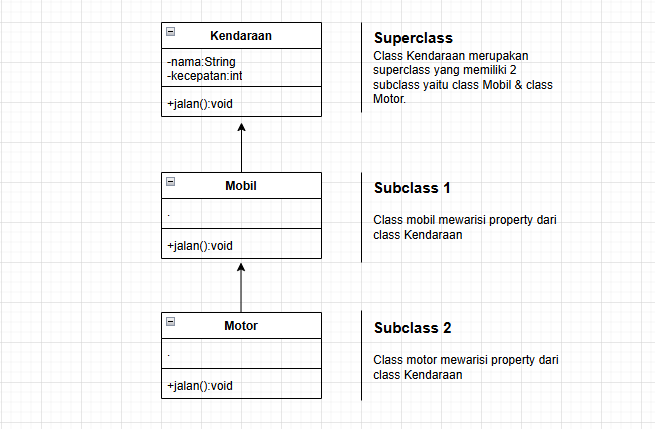 Kendaraan
-nama:String
-kecepatan:int
+jalan():void
Superclass
Class Kendaraan merupakan
superclass yang memiliki 2
subclass yaitu class Mobil & class
Motor.
Mobil
.
+jalan():void
Subclass 1
Class mobil mewarisi property dari
class Kendaraan
Motor
.
+jalan():void
Subclass 2
Class motor mewarisi property dari
class Kendaraan